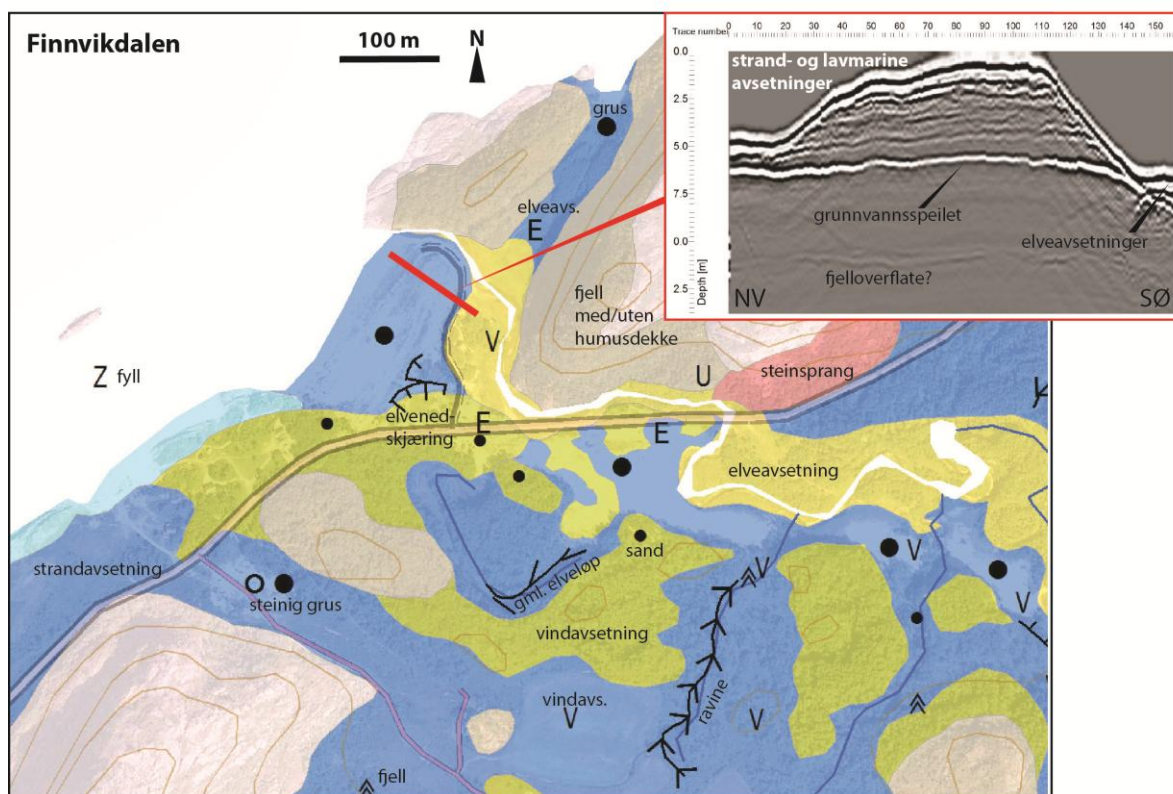 Finnvikdalen
100 m
N
Trace number
0 10 20 30 40 50 60 70 80 90 100 110 120 130 140 150
0.0
2.5
5.0
7.5
0.0
2.5
Depth [m]
strand- og lavmarine
avsetninger
grunnvannsspeilet
elveavsetninger
fjelloverflate?
NV
SØ
grus
elveavs.
E
fjell
med/uten
humusdekke
V
U
steinsprang
Z fyll
elvened-
skjæring
E
E
elveavsetning
sand
strandavsetning
steinig grus
gml. elveløp
V
V
V
vindavsetning
vindavs.
V
ravine
V
fjell